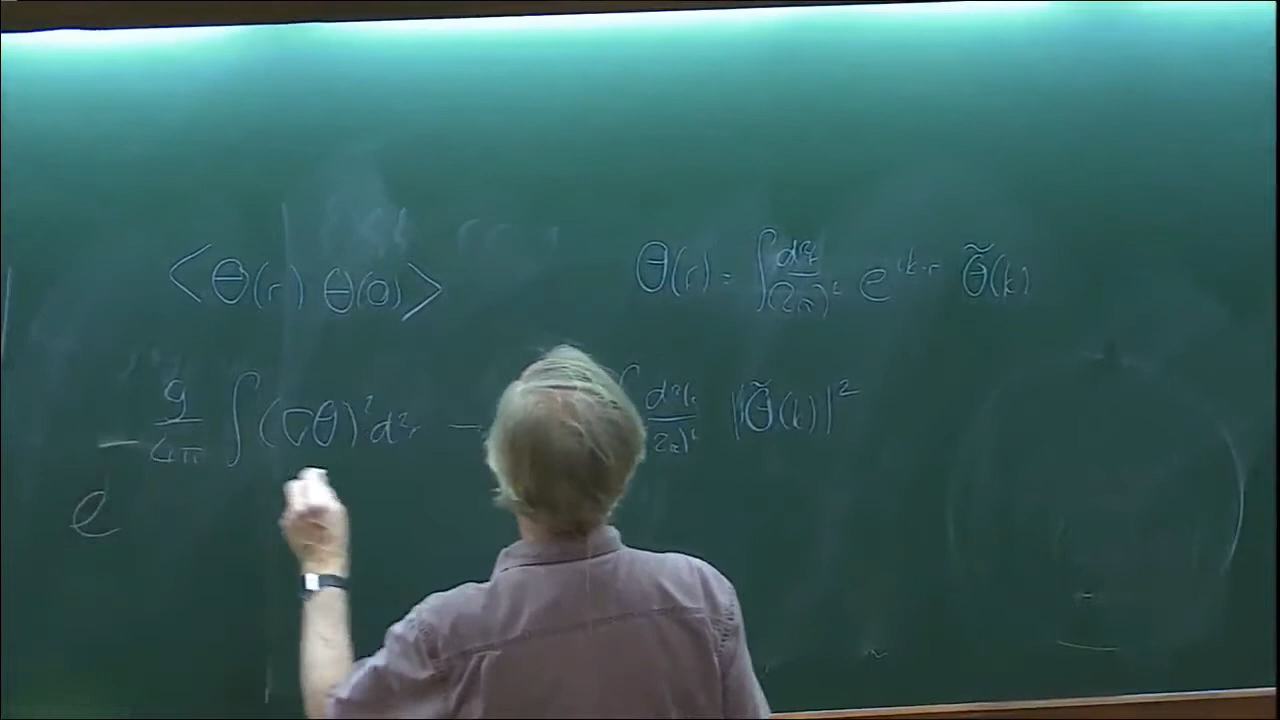 <θ(r) θ(0)> θ(r) = ∫ d²k/(2π)² e^{ik·r} θ̃(k)
e^{- g/4π ∫ (∇θ)² d²r} - ∫ d²k/(2π)² |θ̃(k)|²